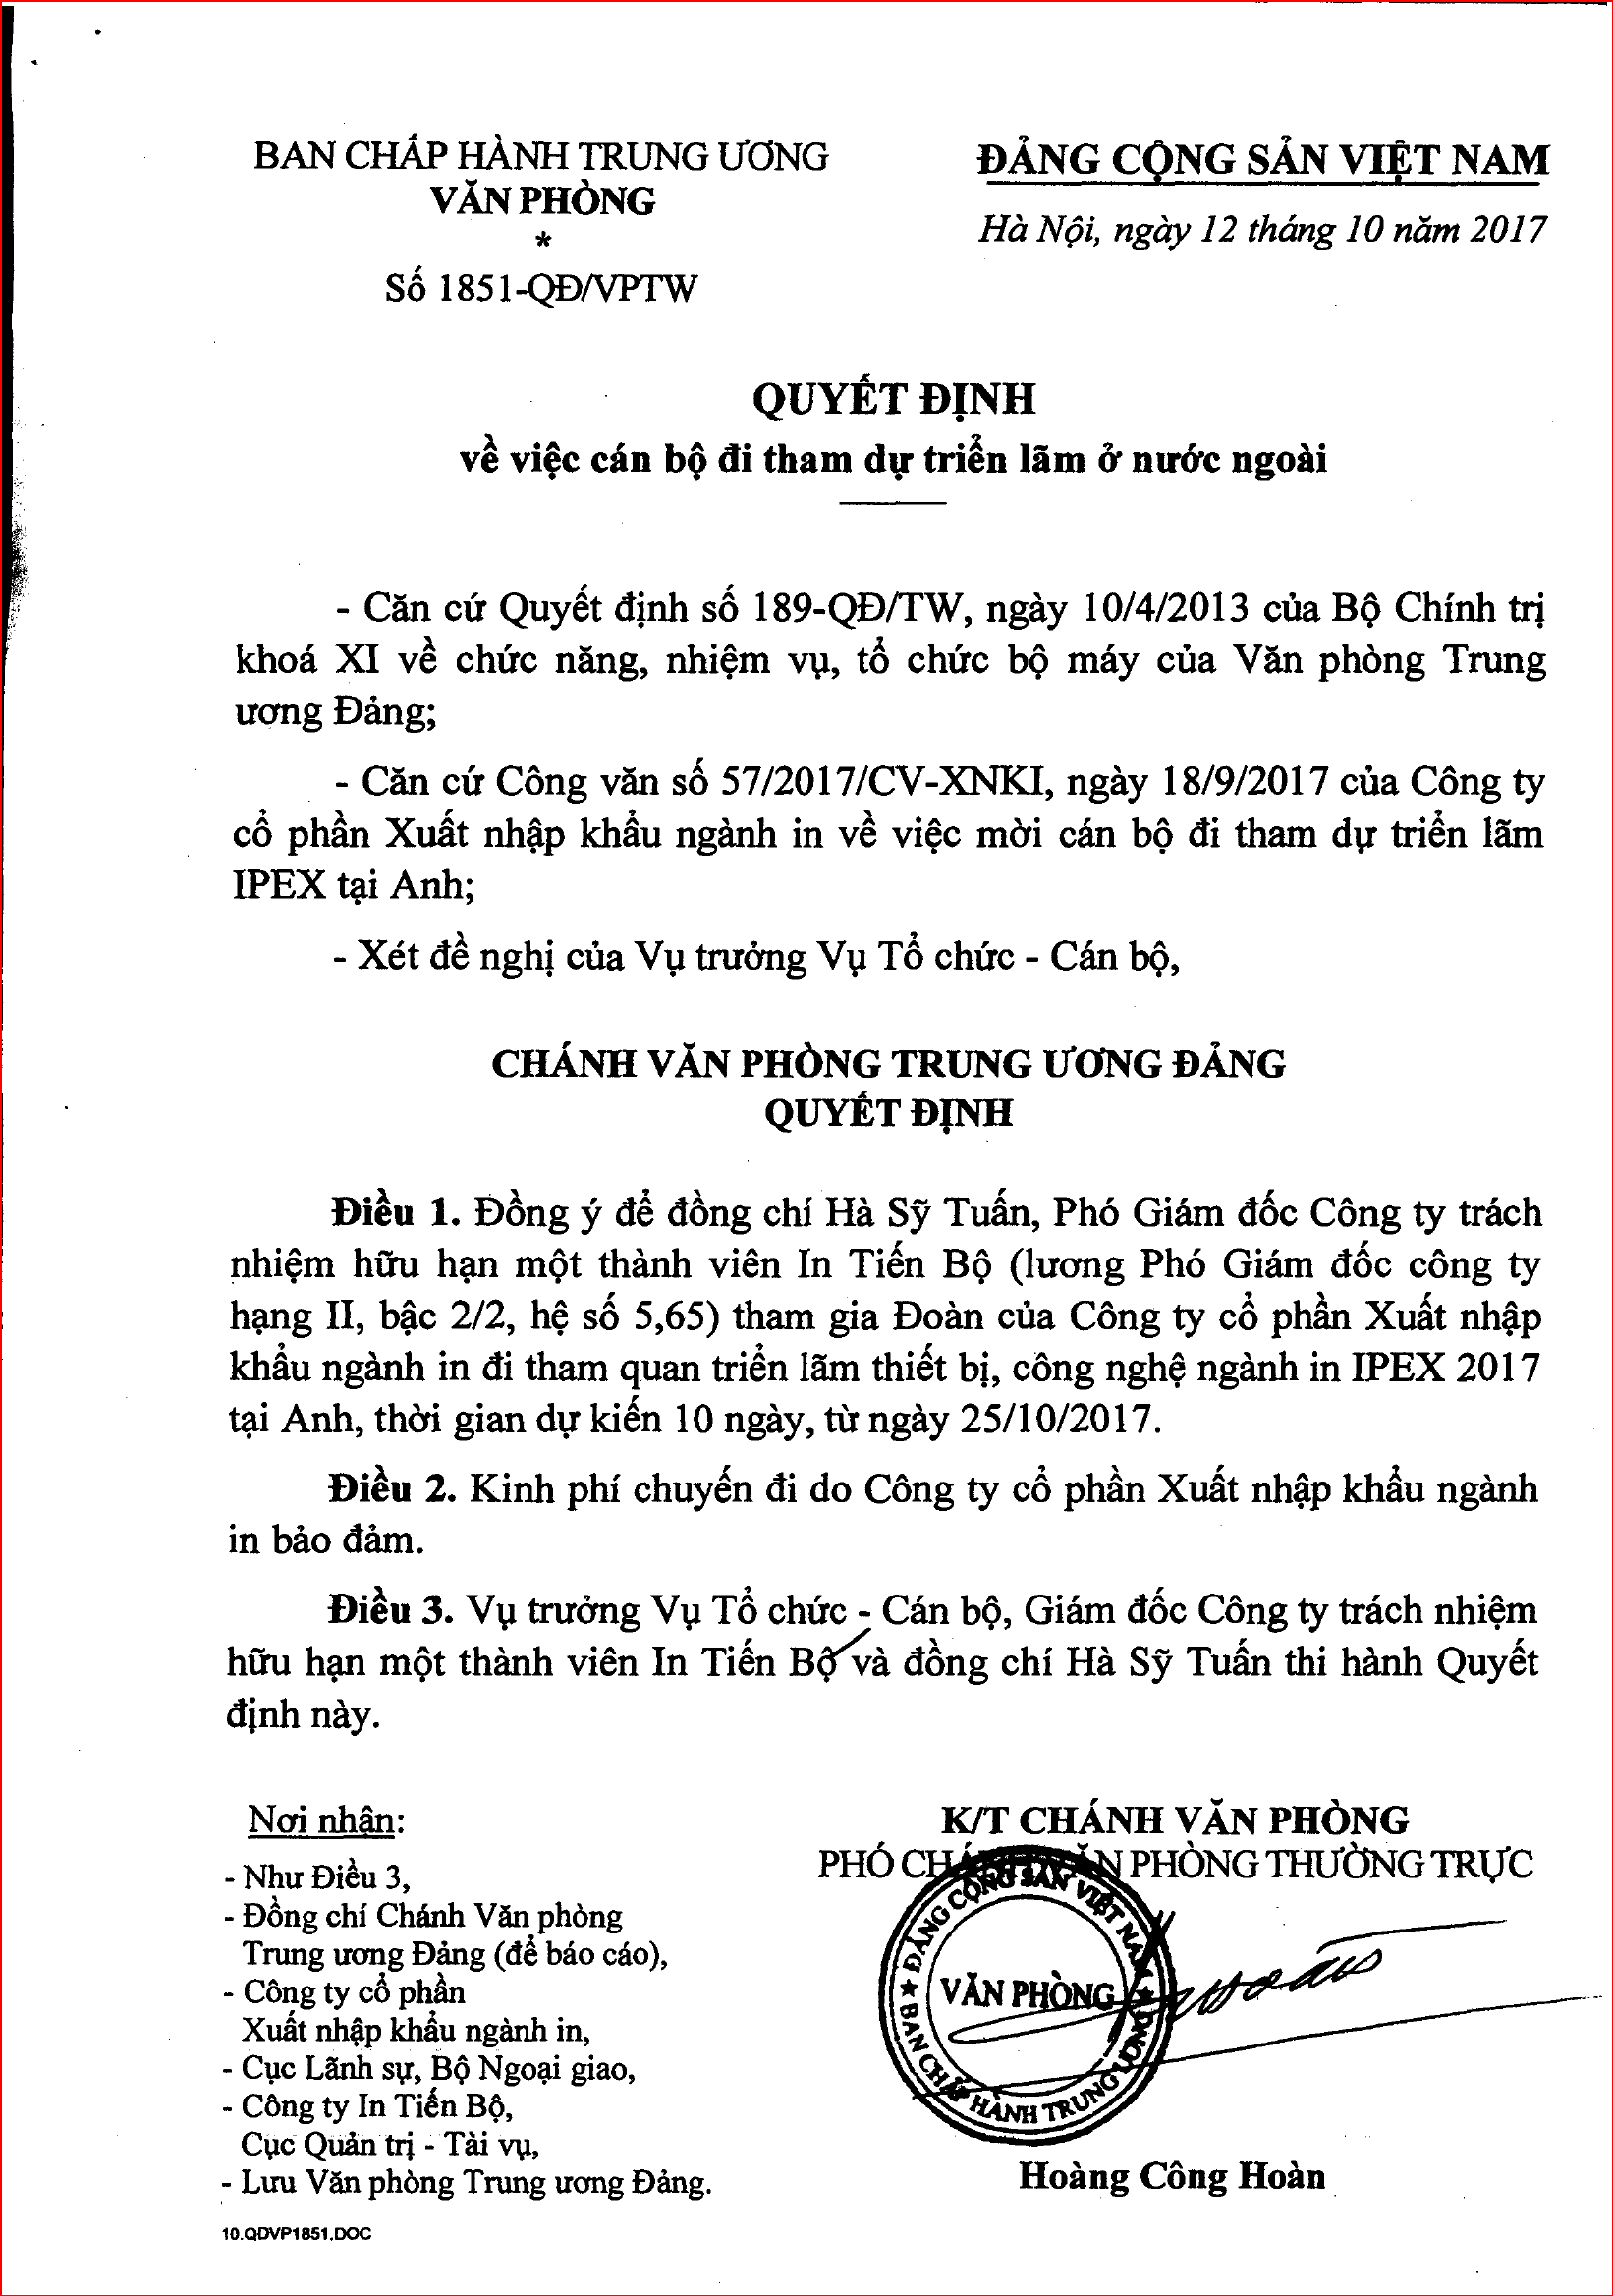 BAN CHẤP HÀNH TRUNG ƯƠNG
VĂN PHÒNG
*
Số 1851-QĐ/VPTW
ĐẢNG CỘNG SẢN VIỆT NAM
Hà Nội, ngày 12 tháng 10 năm 2017
QUYẾT ĐỊNH
về việc cán bộ đi tham dự triển lãm ở nước ngoài
- Căn cứ Quyết định số 189-QĐ/TW, ngày 10/4/2013 của Bộ Chính trị
khoá XI về chức năng, nhiệm vụ, tổ chức bộ máy của Văn phòng Trung
ương Đảng;
- Căn cứ Công văn số 57/2017/CV-XNKI, ngày 18/9/2017 của Công ty
cổ phần Xuất nhập khẩu ngành in về việc mời cán bộ đi tham dự triển lãm
IPEX tại Anh;
- Xét đề nghị của Vụ trưởng Vụ Tổ chức - Cán bộ,
CHÁNH VĂN PHÒNG TRUNG ƯƠNG ĐẢNG
QUYẾT ĐỊNH
Điều 1. Đồng ý để đồng chí Hà Sỹ Tuấn, Phó Giám đốc Công ty trách
nhiệm hữu hạn một thành viên In Tiến Bộ (lương Phó Giám đốc công ty
hạng II, bậc 2/2, hệ số 5,65) tham gia Đoàn của Công ty cổ phần Xuất nhập
khẩu ngành in đi tham quan triển lãm thiết bị, công nghệ ngành in IPEX 2017
tại Anh, thời gian dự kiến 10 ngày, từ ngày 25/10/2017.
Điều 2. Kinh phí chuyến đi do Công ty cổ phần Xuất nhập khẩu ngành
in bảo đảm.
Điều 3. Vụ trưởng Vụ Tổ chức - Cán bộ, Giám đốc Công ty trách nhiệm
hữu hạn một thành viên In Tiến Bộ và đồng chí Hà Sỹ Tuấn thi hành Quyết
định này.
Nơi nhận:
- Như Điều 3,
- Đồng chí Chánh Văn phòng
Trung ương Đảng (để báo cáo),
- Công ty cổ phần
Xuất nhập khẩu ngành in,
- Cục Lãnh sự, Bộ Ngoại giao,
- Công ty In Tiến Bộ,
Cục Quản trị - Tài vụ,
- Lưu Văn phòng Trung ương Đảng.
10.QDVP1851.DOC
K/T CHÁNH VĂN PHÒNG
PHÓ CHÁNH VĂN PHÒNG THƯỜNG TRỰC
ĐẢNG CỘNG SẢN VIỆT NAM
VĂN PHÒNG
BAN CHẤP HÀNH TRUNG ƯƠNG
Hoàng Công Hoàn